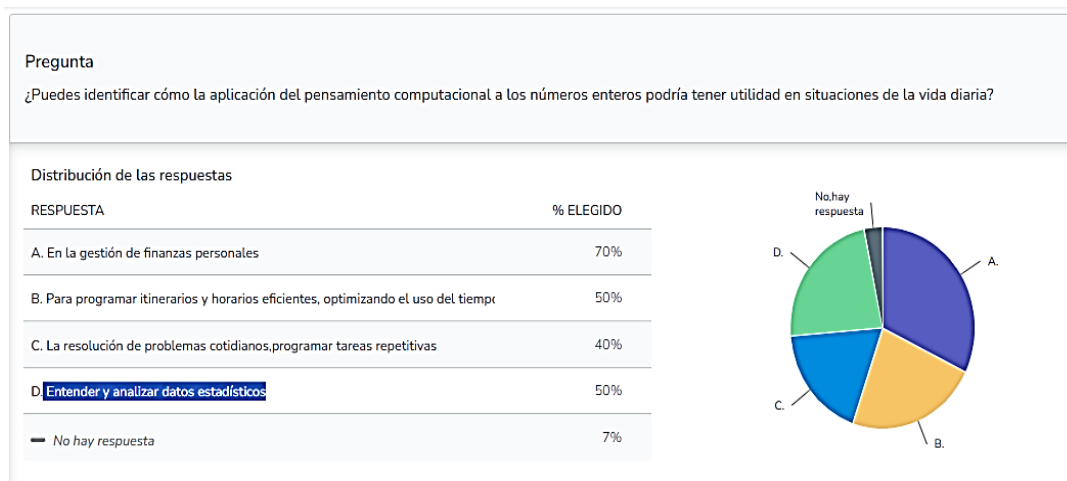 Pregunta
¿Puedes identificar cómo la aplicación del pensamiento computacional a los números enteros podría tener utilidad en situaciones de la vida diaria?
Distribución de las respuestas
RESPUESTA % ELEGIDO
A. En la gestión de finanzas personales 70%
B. Para programar itinerarios y horarios eficientes, optimizando el uso del tiempo 50%
C. La resolución de problemas cotidianos,programar tareas repetitivas 40%
D. Entender y analizar datos estadísticos 50%
No hay respuesta 7%
No,hay
respuesta
D.
A.
C.
B.